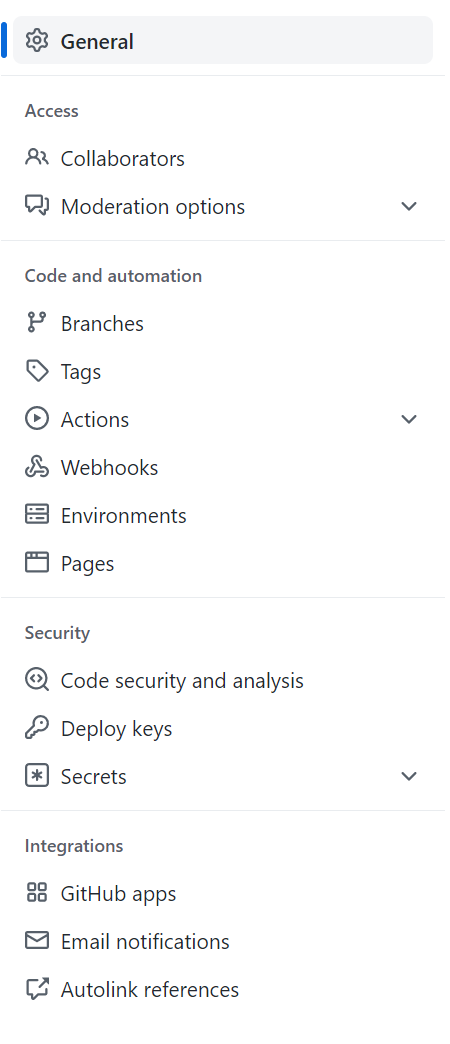 General
Access
Collaborators
Moderation options
Code and automation
Branches
Tags
Actions
Webhooks
Environments
Pages
Security
Code security and analysis
Deploy keys
Secrets
Integrations
GitHub apps
Email notifications
Autolink references